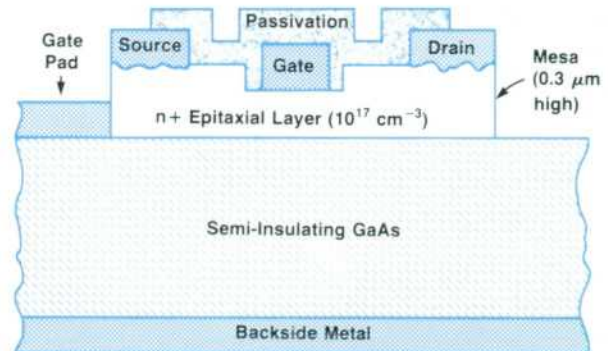 Passivation
Gate
Pad
Source
Gate
Drain
Mesa
(0.3 μm
high)
n+ Epitaxial Layer (10¹⁷ cm⁻³)
Semi-Insulating GaAs
Backside Metal